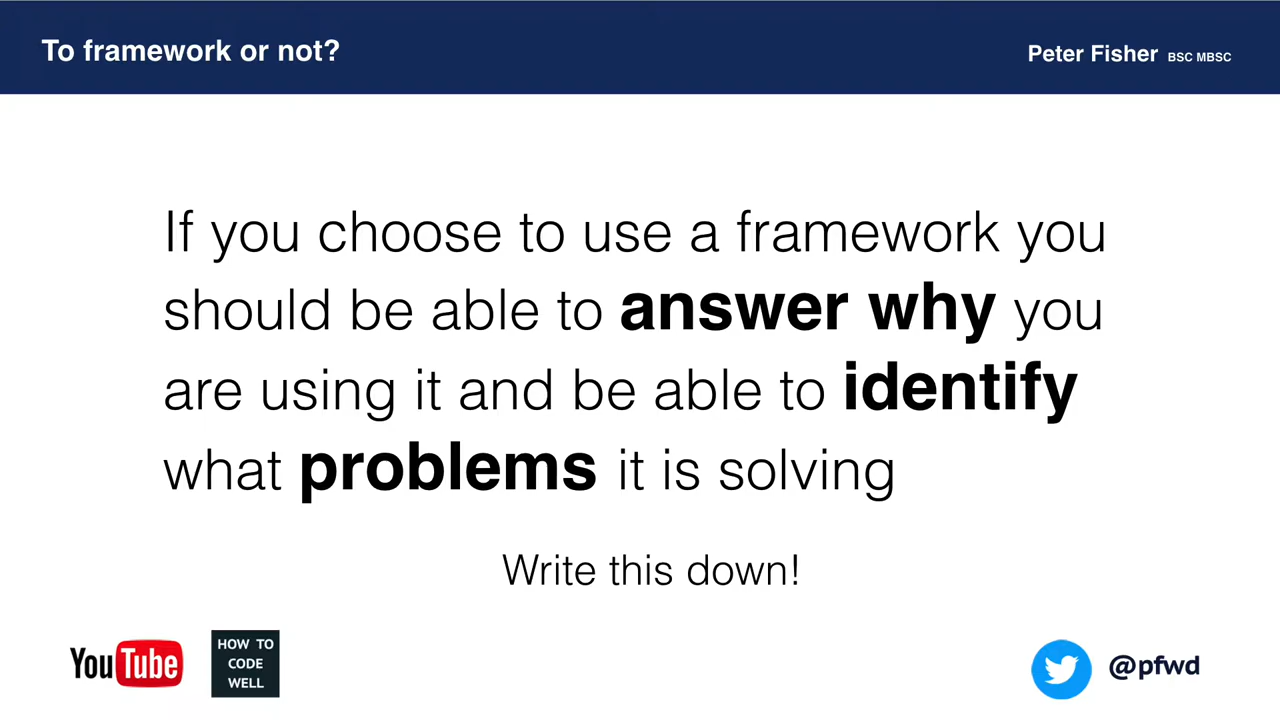 To framework or not?
Peter Fisher BSC MBSC
If you choose to use a framework you
should be able to answer why you
are using it and be able to identify
what problems it is solving
Write this down!
YouTube
HOW TO
CODE
WELL
@pfwd